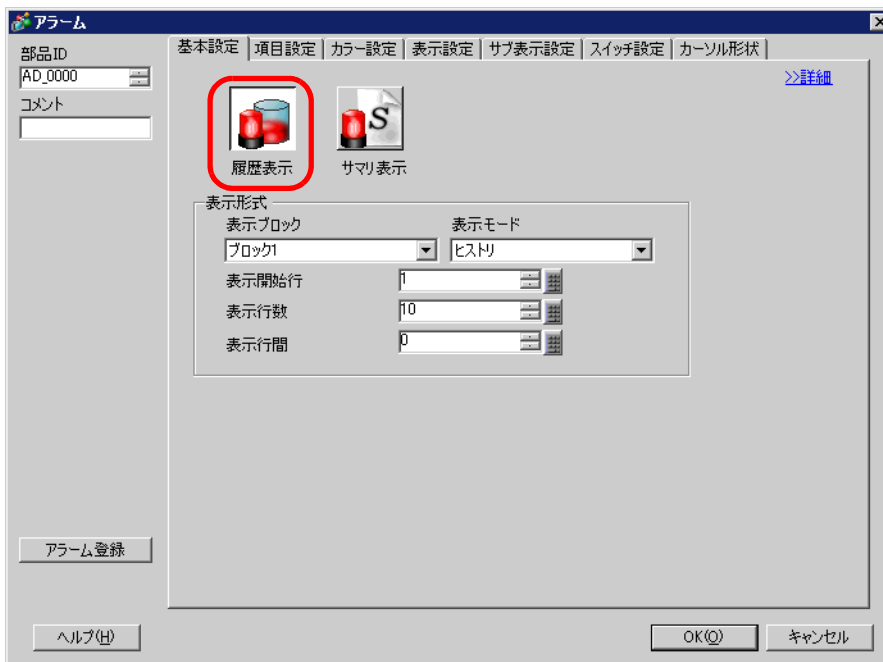 アラーム
部品ID
AD_0000
コメント
基本設定 項目設定 カラー設定 表示設定 サブ表示設定 スイッチ設定 カーソル形状
>>詳細
履歴表示 サマリ表示
表示形式
表示ブロック 表示モード
ブロック1 ヒストリ
表示開始行 1
表示行数 10
表示行間 0
アラーム登録
ヘルプ(H) OK(O) キャンセル